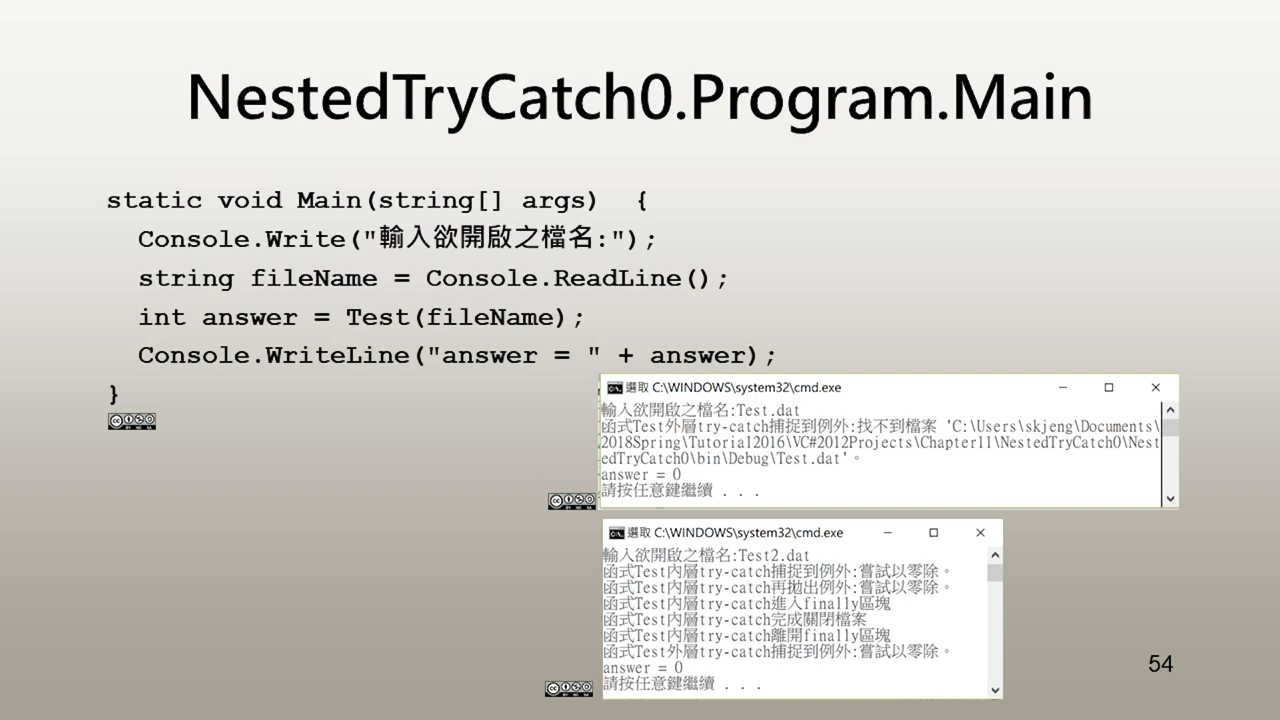 NestedTryCatch0.Program.Main
static void Main(string[] args)  {
Console.Write("輸入欲開啟之檔名:");
string fileName = Console.ReadLine();
int answer = Test(fileName);
Console.WriteLine("answer = " + answer);
}
選取 C:\WINDOWS\system32\cmd.exe
輸入欲開啟之檔名:Test.dat
函式Test外層try-catch捕捉到例外:找不到檔案 'C:\Users\skjeng\Documents\
2018Spring\Tutorial2016\VC#2012Projects\Chapter11\NestedTryCatch0\Nest
edTryCatch0\bin\Debug\Test.dat'。
answer = 0
請按任意鍵繼續 . . .
選取 C:\WINDOWS\system32\cmd.exe
輸入欲開啟之檔名:Test2.dat
函式Test內層try-catch捕捉到例外:嘗試以零除。
函式Test內層try-catch再拋出例外:嘗試以零除。
函式Test內層try-catch進入finally區塊
函式Test內層try-catch完成關閉檔案
函式Test內層try-catch離開finally區塊
函式Test外層try-catch捕捉到例外:嘗試以零除。
answer = 0
請按任意鍵繼續 . . .
54